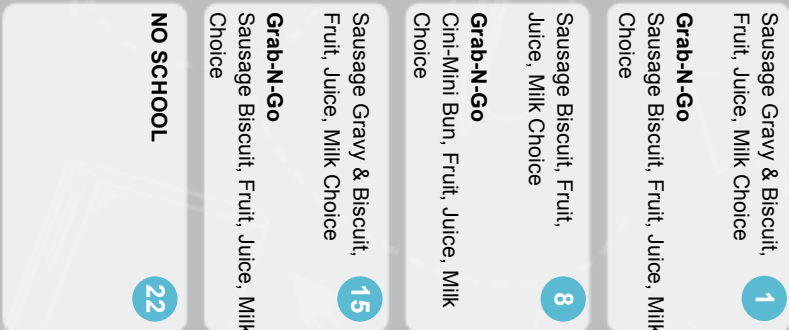 Sausage Gravy & Biscuit,
Fruit, Juice, Milk Choice
Grab-N-Go
Sausage Biscuit, Fruit, Juice, Milk
Choice
1
Sausage Biscuit, Fruit,
Juice, Milk Choice
Grab-N-Go
Cini-Mini Bun, Fruit, Juice, Milk
Choice
8
Sausage Gravy & Biscuit,
Fruit, Juice, Milk Choice
Grab-N-Go
Sausage Biscuit, Fruit, Juice, Milk
Choice
15
NO SCHOOL
22